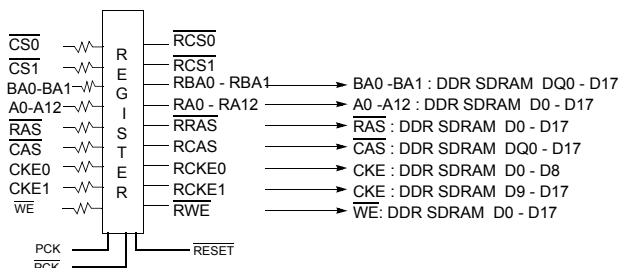 CS0 REGISTER RCS0
CS1 RCS1
BA0-BA1 RBA0 - RBA1 BA0 -BA1 : DDR SDRAM DQ0 - D17
A0-A12 RA0 - RA12 A0 -A12 : DDR SDRAM D0 - D17
RAS RRAS RAS : DDR SDRAM D0 - D17
CAS RCAS CAS : DDR SDRAM DQ0 - D17
CKE0 RCKE0 CKE : DDR SDRAM D0 - D8
CKE1 RCKE1 CKE : DDR SDRAM D9 - D17
WE RWE WE: DDR SDRAM D0 - D17
PCK RESET
PCK